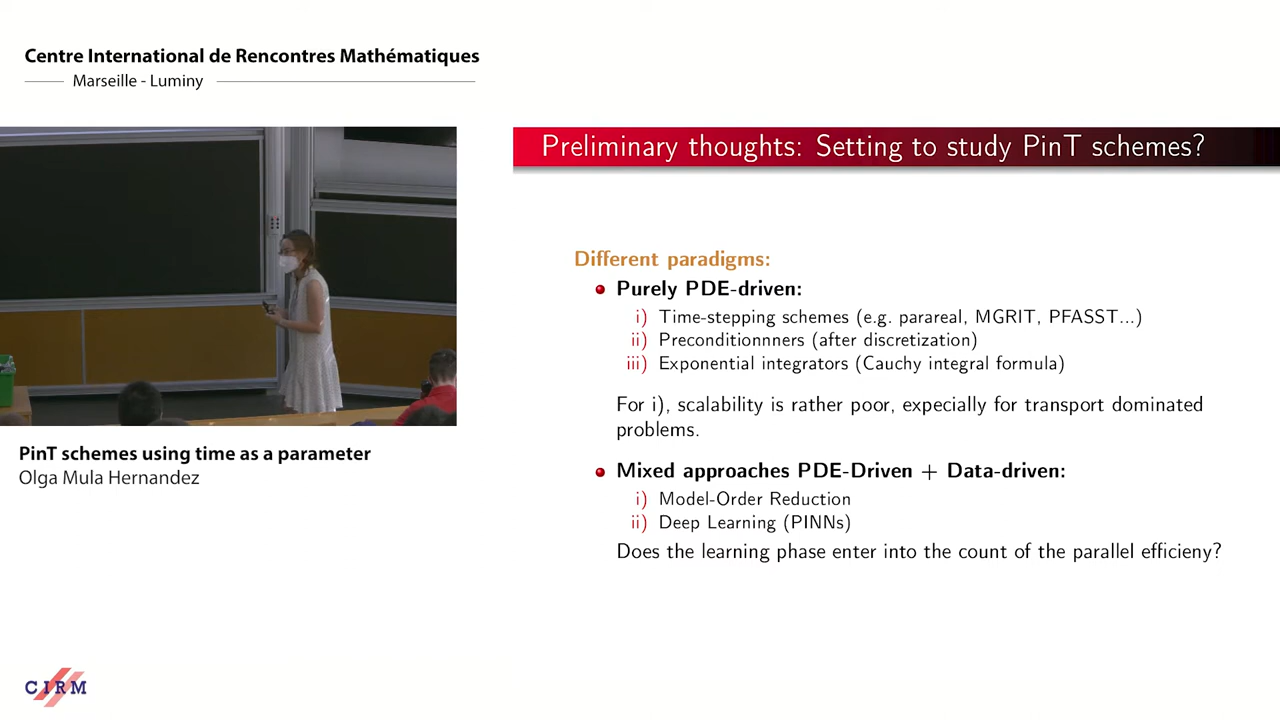 Centre International de Rencontres Mathématiques
Marseille - Luminy
Preliminary thoughts: Setting to study PinT schemes?
Different paradigms:
Purely PDE-driven:
i) Time-stepping schemes (e.g. parareal, MGRIT, PFASST...)
ii) Preconditionnners (after discretization)
iii) Exponential integrators (Cauchy integral formula)
For i), scalability is rather poor, expecially for transport dominated
problems.
Mixed approaches PDE-Driven + Data-driven:
i) Model-Order Reduction
ii) Deep Learning (PINNs)
Does the learning phase enter into the count of the parallel efficieny?
PinT schemes using time as a parameter
Olga Mula Hernandez
CIRM